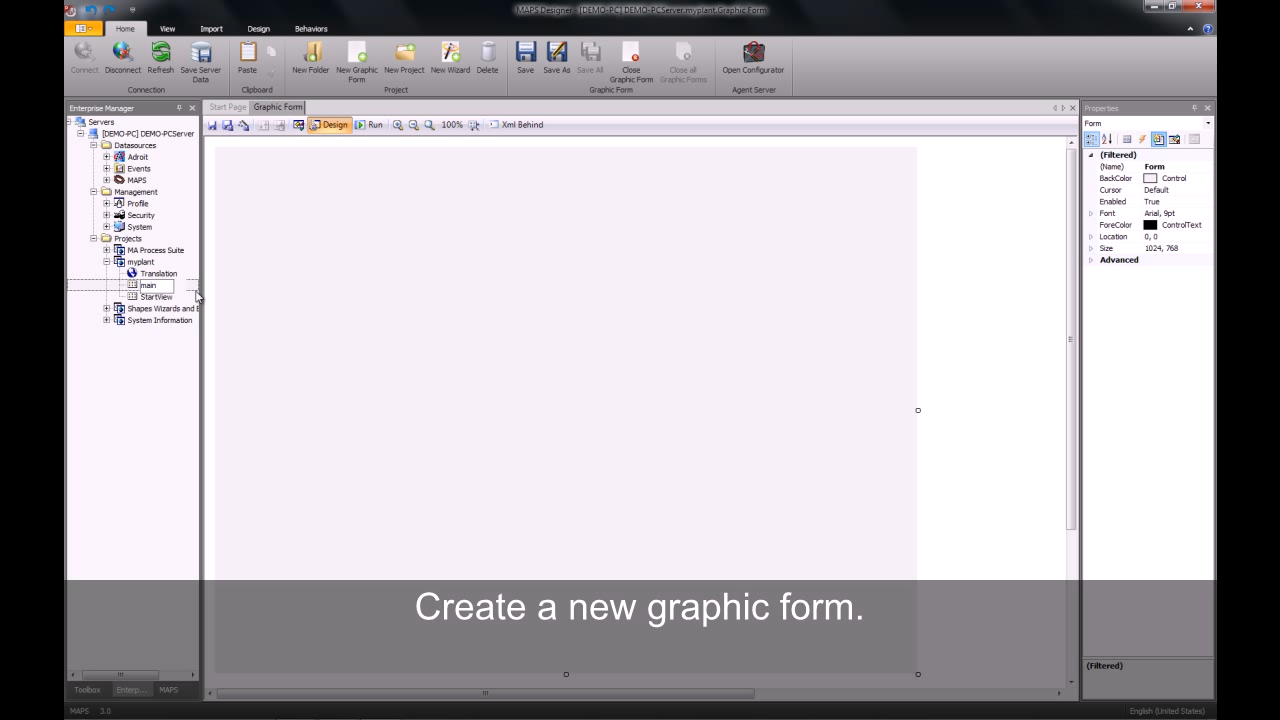 MAPS Designer - [DEMO-PC] DEMO-PCServer.myplant.Graphic Form
Home View Import Design Behaviors
Connect Disconnect Refresh Save Server Data Paste New Folder New Graphic Form New Project New Wizard Delete Save Save As Save All Close Graphic Form Close all Graphic Forms Open Configurator
Connection Clipboard Project Graphic Form Agent Server
Enterprise Manager
Servers
[DEMO-PC] DEMO-PCServer
Datasources
Adroit
Events
MAPS
Management
Profile
Security
System
Projects
MA Process Suite
myplant
Translation
main
StartView
Shapes Wizards and
System Information
Toolbox Enterp... MAPS
Start Page Graphic Form
Design Run 100% Xml Behind
Properties
Form
(Filtered)
(Name) Form
BackColor Control
Cursor Default
Enabled True
Font Arial, 9pt
ForeColor ControlText
Location 0, 0
Size 1024, 768
Advanced
(Filtered)
Create a new graphic form.
MAPS 3.0
English (United States)